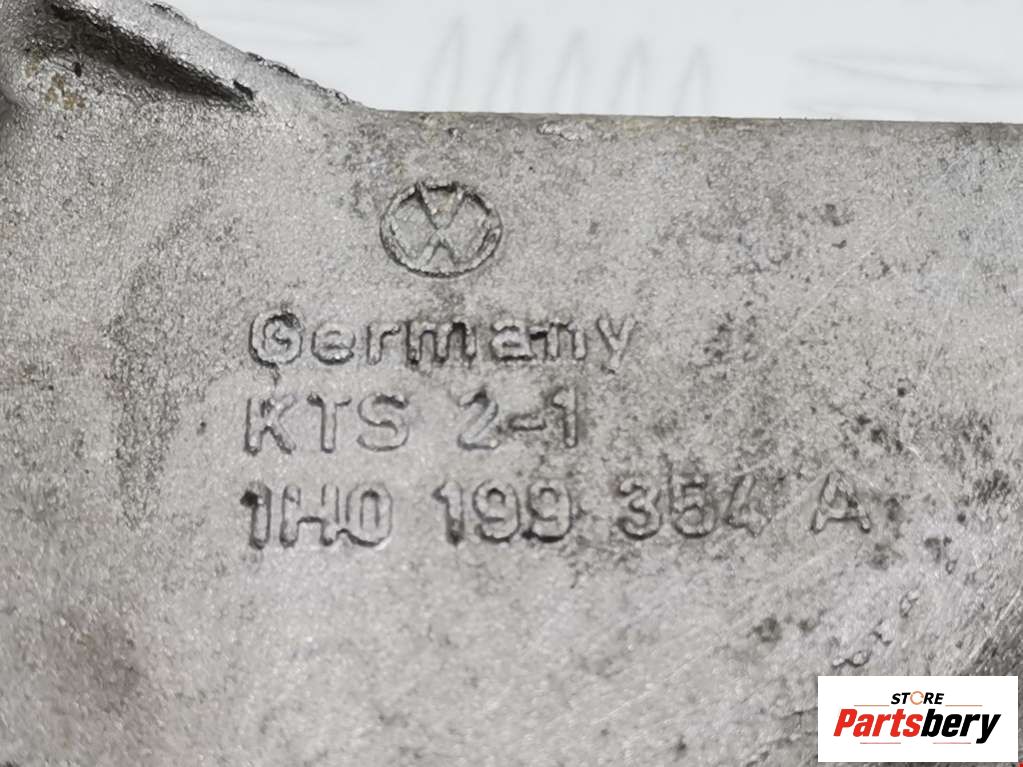 Germany
KTS 2-1
1H0 199 354 A
STORE
Partsbery